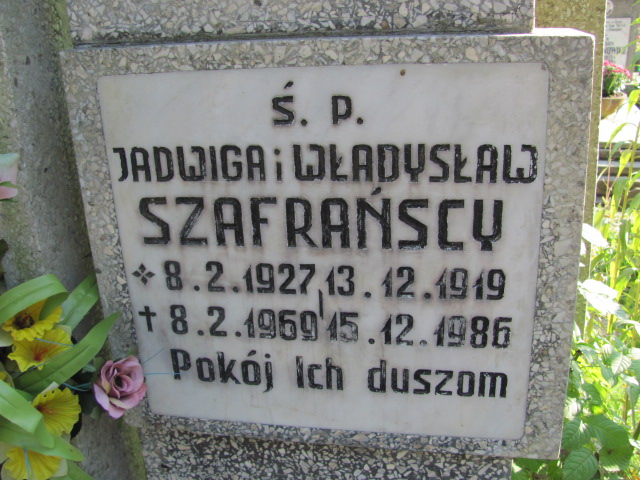 Ś. P.
JADWIGA i WŁADYSŁAW
SZAFRAŃSCY
8.2.1927 13.12.1919
8.2.1969 15.12.1986
Pokój Ich duszom